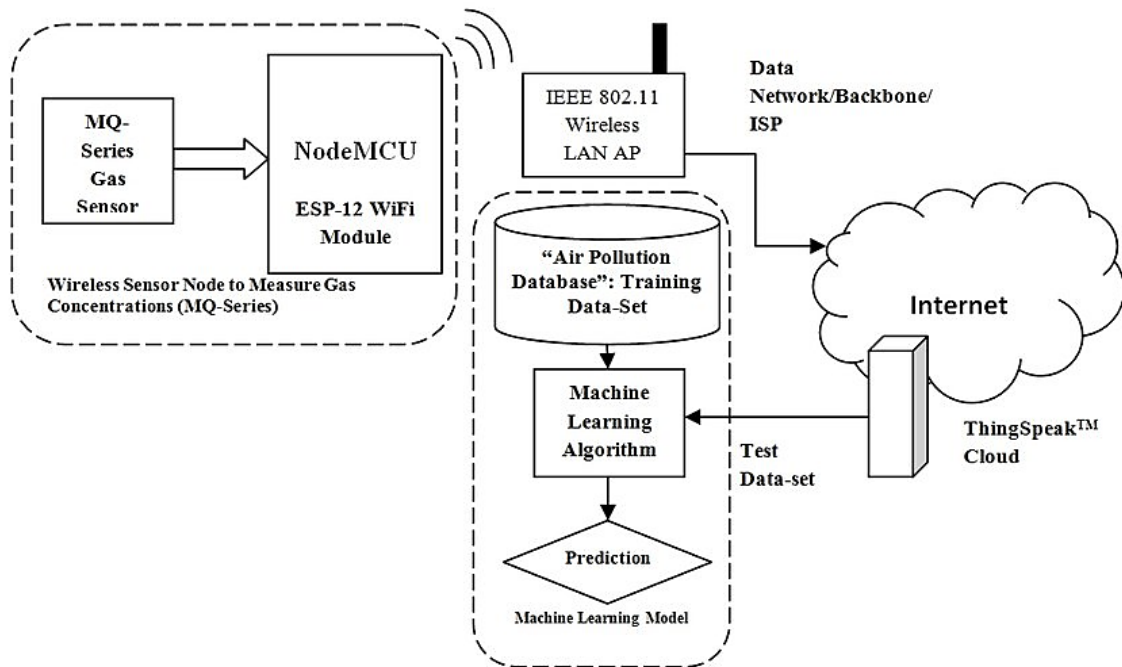 MQ-
Series
Gas
Sensor
NodeMCU
ESP-12 WiFi
Module
Wireless Sensor Node to Measure Gas
Concentrations (MQ-Series)
IEEE 802.11
Wireless
LAN AP
Data
Network/Backbone/
ISP
“Air Pollution
Database”: Training
Data-Set
Internet
Machine
Learning
Algorithm
Test
Data-set
ThingSpeak™
Cloud
Prediction
Machine Learning Model